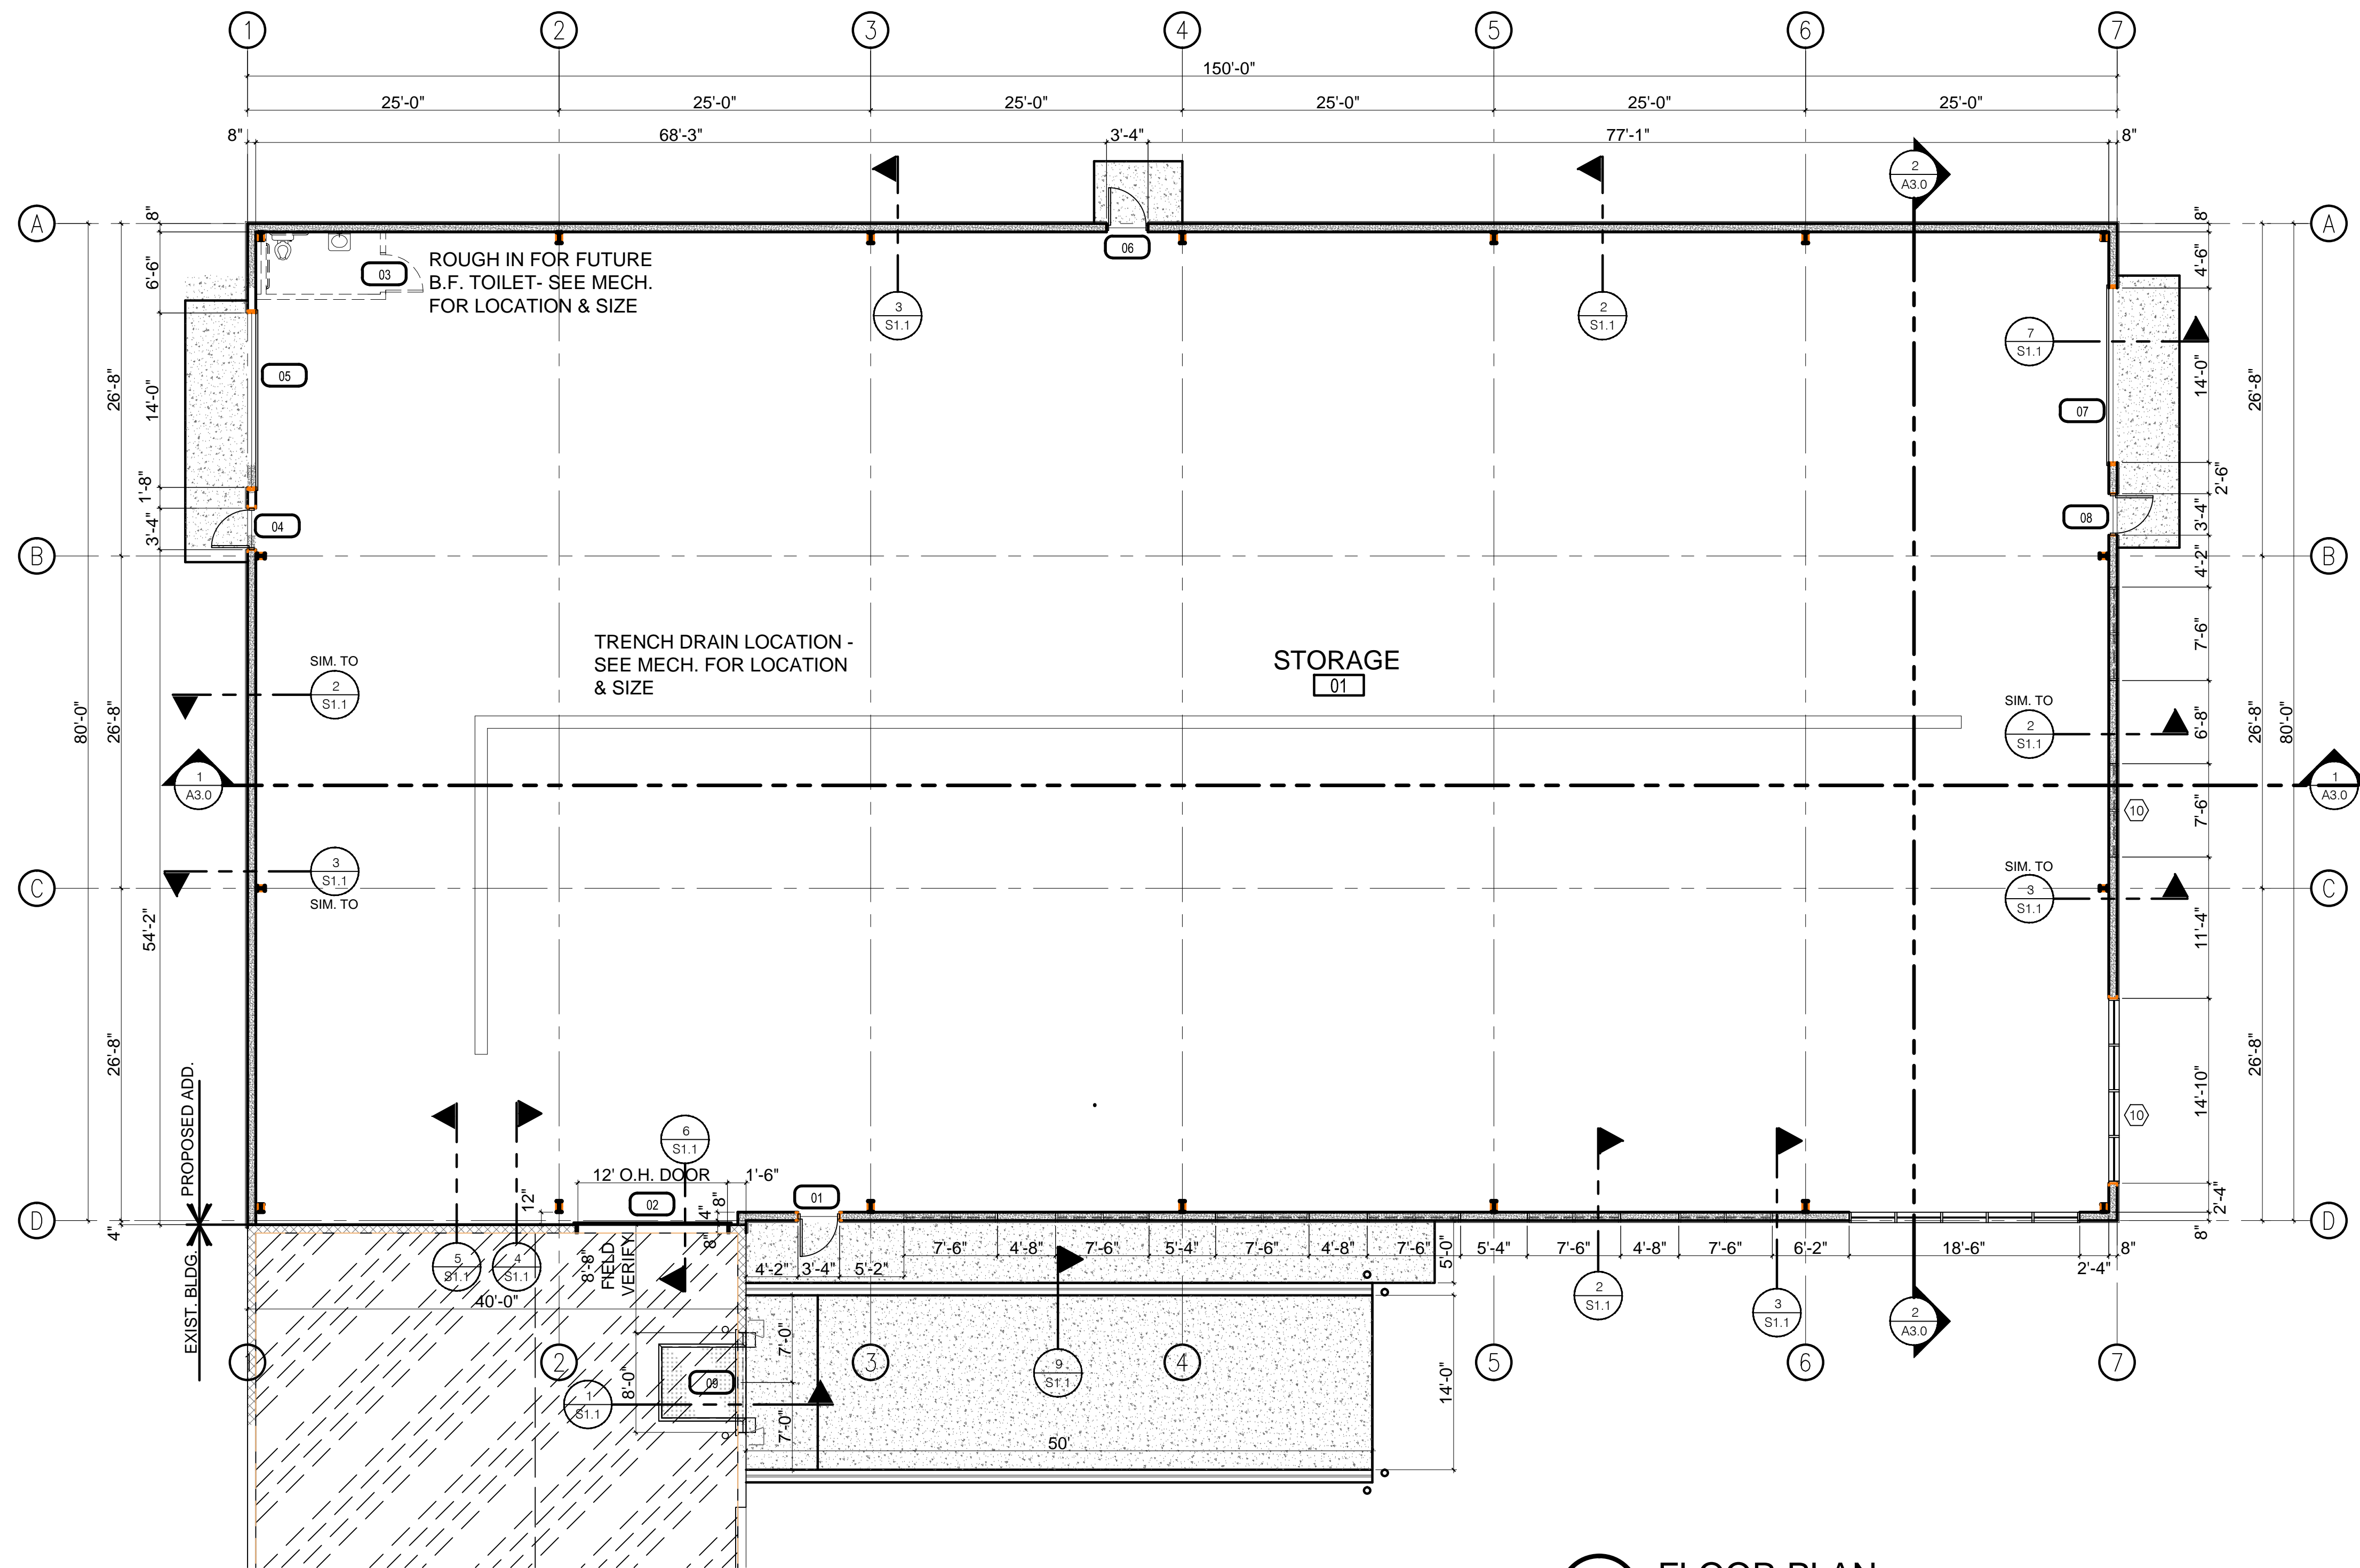 1 2 3 4 5 6 7
150'-0"
25'-0" 25'-0" 25'-0" 25'-0" 25'-0" 25'-0"
8" 68'-3" 3'-4" 77'-1" 8"
2
A3.0
A 8" 8" A
06
6'-6" 4'-6"
03
ROUGH IN FOR FUTURE
B.F. TOILET- SEE MECH.
FOR LOCATION & SIZE
3
S1.1
2
S1.1
7
S1.1
05
07
26'-8" 14'-0" 14'-0" 26'-8"
1'-8" 2'-6"
04
08
3'-4" 3'-4"
B B
4'-2"
7'-6"
TRENCH DRAIN LOCATION -
SEE MECH. FOR LOCATION
& SIZE
STORAGE
01
SIM. TO
2
S1.1
SIM. TO
2
S1.1
80'-0" 26'-8" 6'-8" 26'-8" 80'-0"
1
A3.0
1
A3.0
7'-6"
10
3
S1.1
SIM. TO
SIM. TO
3
S1.1
C C
54'-2" 11'-4"
26'-8" 26'-8"
14'-10"
10
PROPOSED ADD.
EXIST. BLDG.
6
S1.1
12' O.H. DOOR 1'-6"
12" 02 8" 01
4" 2'-4"
D D
4" 8" 8"
5
S1.1
4
S1.1
8'-8"
FIELD
VERIFY
7'-6" 4'-8" 7'-6" 5'-4" 7'-6" 4'-8" 7'-6" 5'-0" 5'-4" 7'-6" 4'-8" 7'-6" 6'-2" 18'-6" 8"
4'-2" 3'-4" 5'-2" 2'-4"
40'-0"
2
S1.1
3
S1.1
2
A3.0
7'-0"
1 2 3 4 5 6 7
9
S1.1
8'-0" 09 14'-0"
1
S1.1
7'-0"
50'
FLOOR PLAN